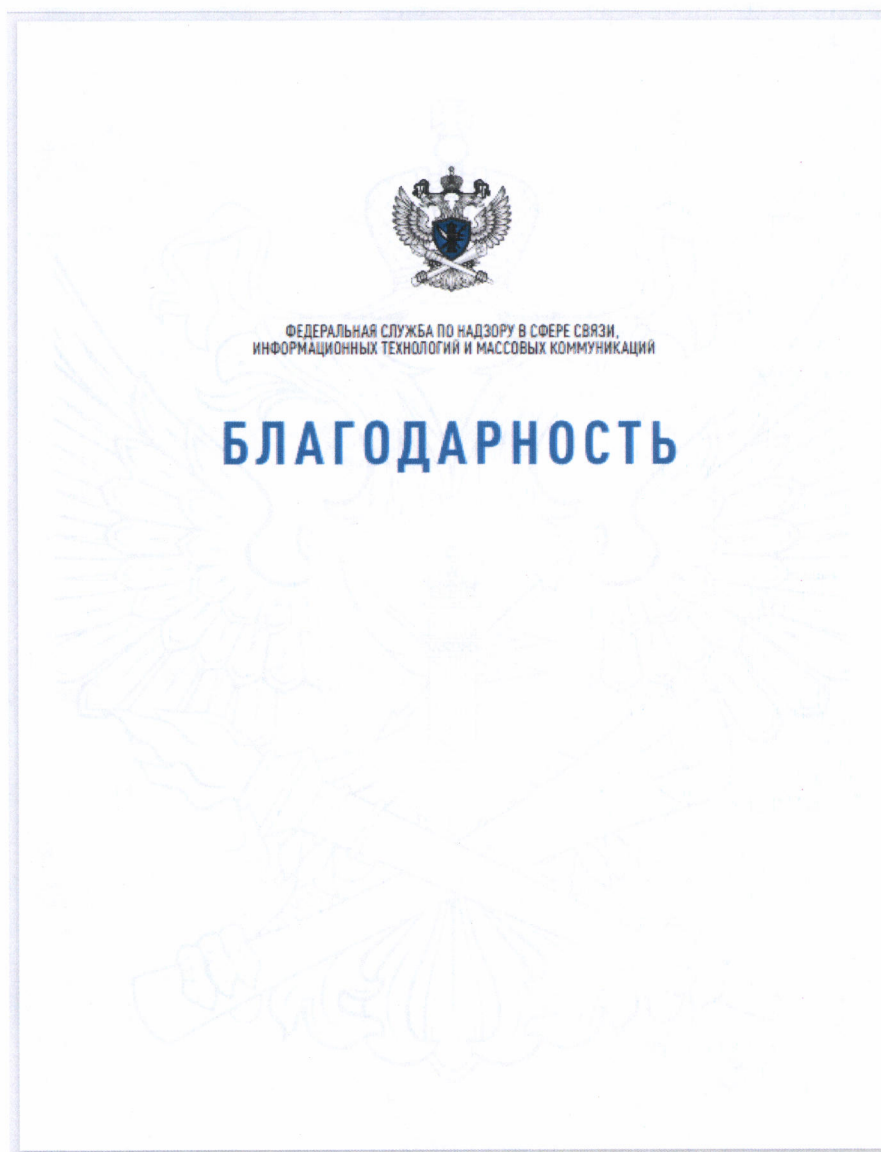 ФЕДЕРАЛЬНАЯ СЛУЖБА ПО НАДЗОРУ В СФЕРЕ СВЯЗИ,
ИНФОРМАЦИОННЫХ ТЕХНОЛОГИЙ И МАССОВЫХ КОММУНИКАЦИЙ
БЛАГОДАРНОСТЬ